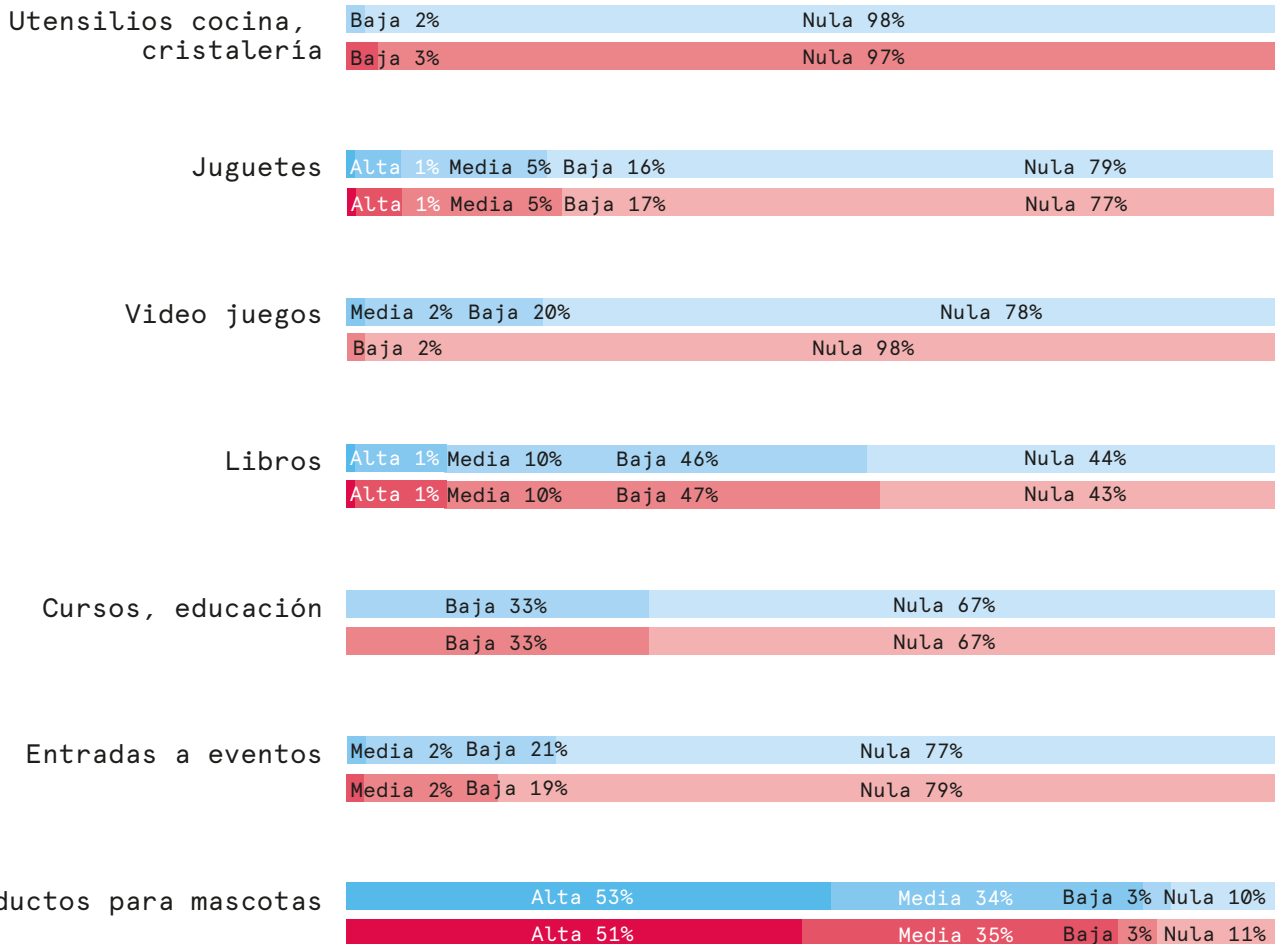 Utensilios cocina,
cristalería
Baja 2% Nula 98%
Baja 3% Nula 97%
Juguetes
Alta 1% Media 5% Baja 16% Nula 79%
Alta 1% Media 5% Baja 17% Nula 77%
Video juegos
Media 2% Baja 20% Nula 78%
Baja 2% Nula 98%
Libros
Alta 1% Media 10% Baja 46% Nula 44%
Alta 1% Media 10% Baja 47% Nula 43%
Cursos, educación
Baja 33% Nula 67%
Baja 33% Nula 67%
Entradas a eventos
Media 2% Baja 21% Nula 77%
Media 2% Baja 19% Nula 79%
ductos para mascotas
Alta 53% Media 34% Baja 3% Nula 10%
Alta 51% Media 35% Baja 3% Nula 11%